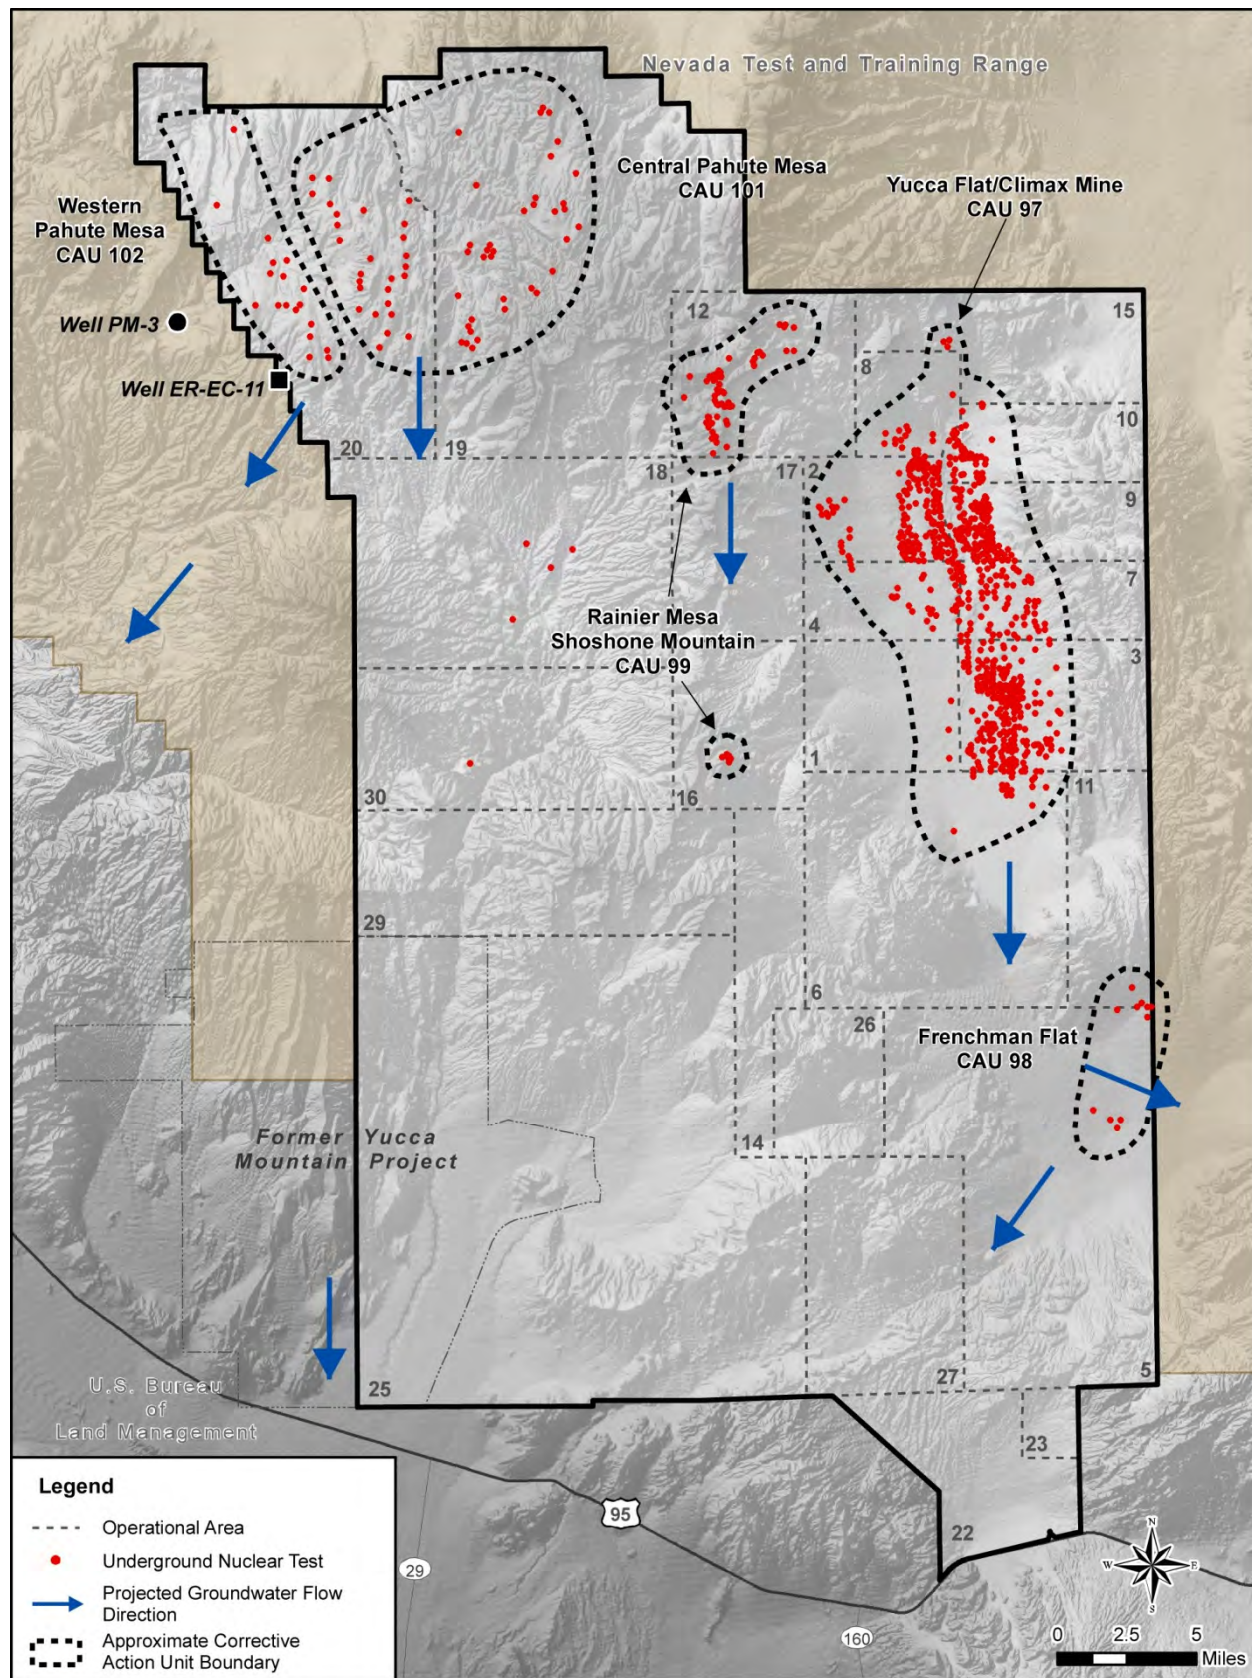 Nevada Test and Training Range
Central Pahute Mesa
CAU 101
Yucca Flat/Climax Mine
CAU 97
Western
Pahute Mesa
CAU 102
Well PM-3
Well ER-EC-11
12
15
8
10
20
19
18
17
2
9
7
4
3
Rainier Mesa
Shoshone Mountain
CAU 99
1
11
16
30
29
6
26
Frenchman Flat
CAU 98
14
Former Yucca
Mountain Project
25
27
5
23
22
U.S. Bureau
of
Land Management
95
29
160
Legend
Operational Area
Underground Nuclear Test
Projected Groundwater Flow
Direction
Approximate Corrective
Action Unit Boundary
N
W E
S
0 2.5 5
Miles